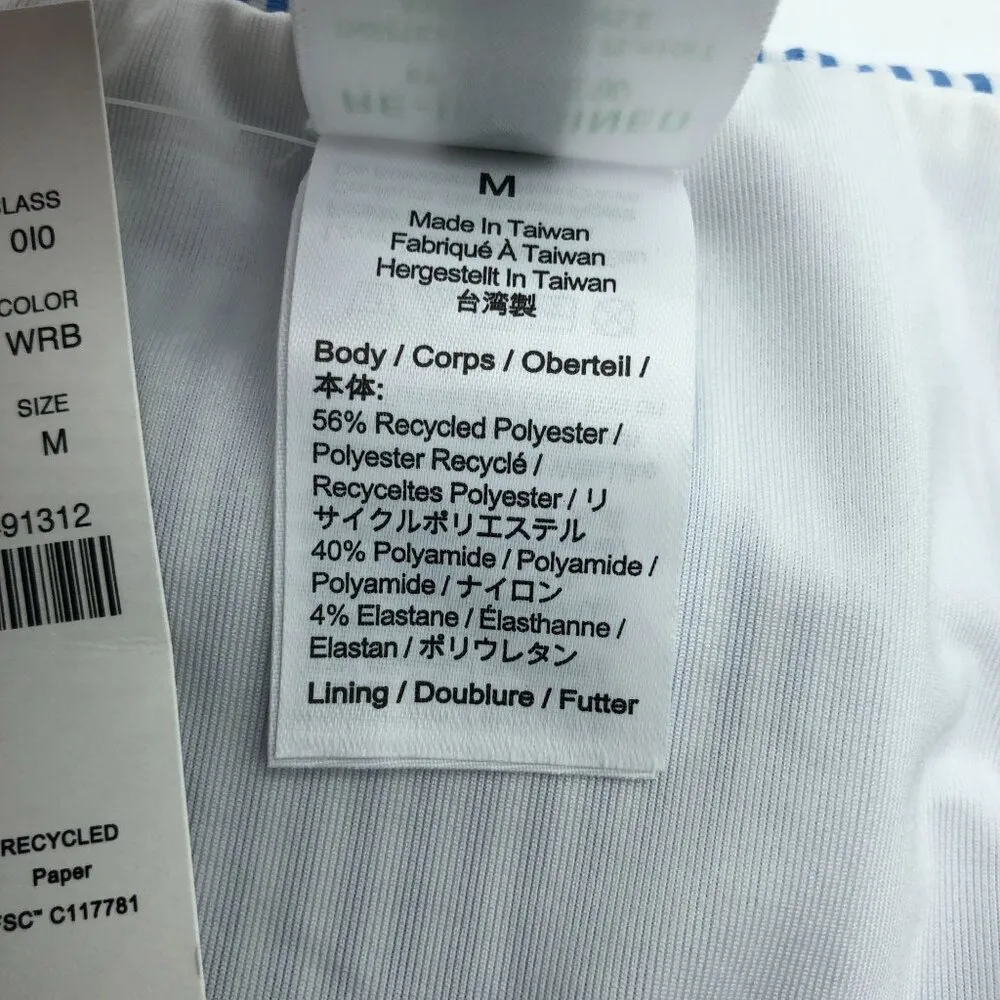 M
Made In Taiwan
Fabriqué À Taiwan
Hergestellt In Taiwan
台湾製
Body / Corps / Oberteil /
本体:
56% Recycled Polyester /
Polyester Recyclé /
Recyceltes Polyester / リ
サイクルポリエステル
40% Polyamide / Polyamide /
Polyamide / ナイロン
4% Elastane / Élasthanne /
Elastan / ポリウレタン
Lining / Doublure / Futter
LASS
0I0
COLOR
WRB
SIZE
M
91312
RECYCLED
Paper
FSC" C117781